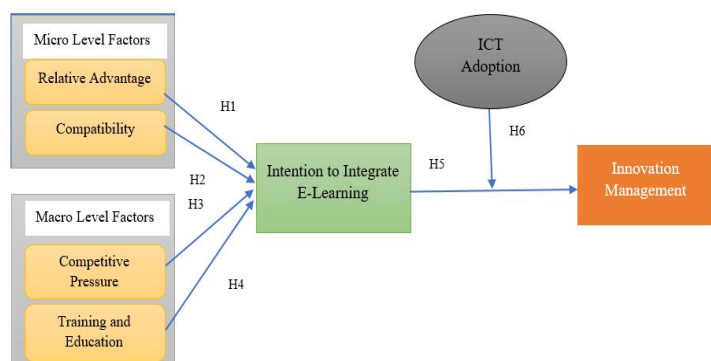 Micro Level Factors
Relative Advantage
Compatibility
H1
H2
H3
Macro Level Factors
Competitive
Pressure
Training and
Education
H4
Intention to Integrate
E-Learning
H5
ICT
Adoption
H6
Innovation
Management